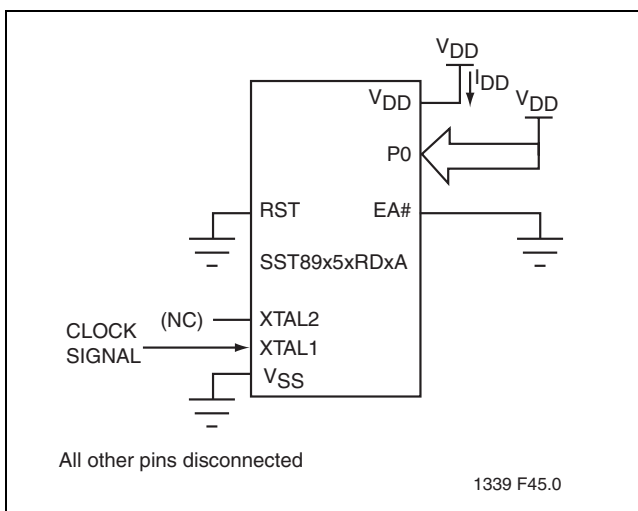 VDD
IDD
VDD
VDD
P0
RST
EA#
SST89x5xRDxA
(NC)
XTAL2
CLOCK
SIGNAL
XTAL1
VSS
All other pins disconnected
1339 F45.0